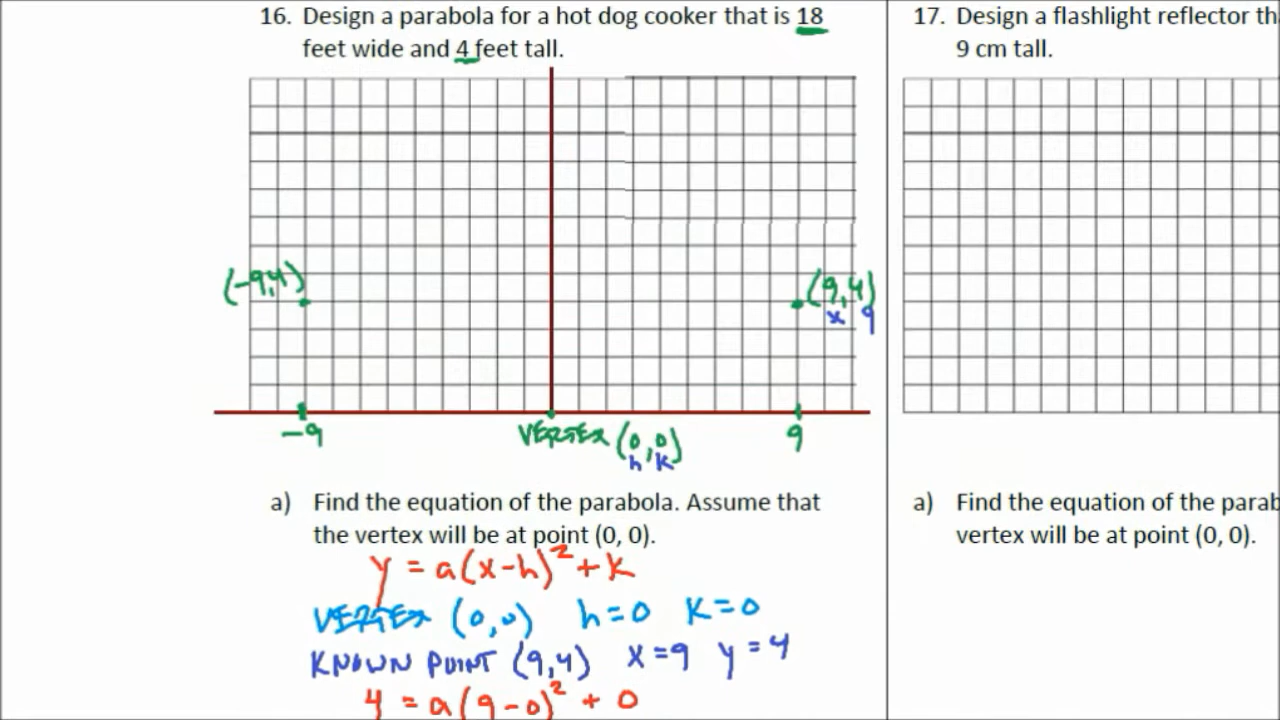 16. Design a parabola for a hot dog cooker that is 18
feet wide and 4 feet tall.
(-9,4)
(9,4)
x y
-9
VERTEX (0,0)
h k
9
a) Find the equation of the parabola. Assume that
the vertex will be at point (0, 0).
y = a(x-h)² + k
VERTEX (0,0) h=0 k=0
KNOWN POINT (9,4) x=9 y=4
4 = a(9-0)² + 0
17. Design a flashlight reflector th
9 cm tall.
a) Find the equation of the parab
vertex will be at point (0, 0).